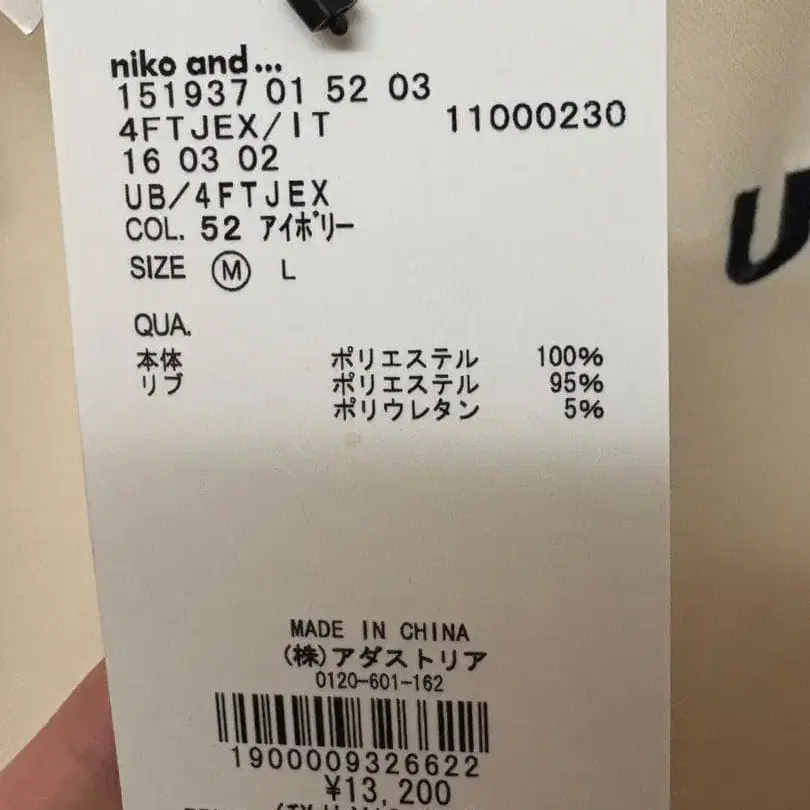 niko and...
151937 01 52 03
4FTJEX/IT 11000230
16 03 02
UB/4FTJEX
COL. 52 アイボリー
SIZE Ⓜ L
QUA.
本体 ポリエステル 100%
リブ ポリエステル 95%
ポリウレタン 5%
MADE IN CHINA
(株)アダストリア
0120-601-162
1900009326622
¥13,200
U